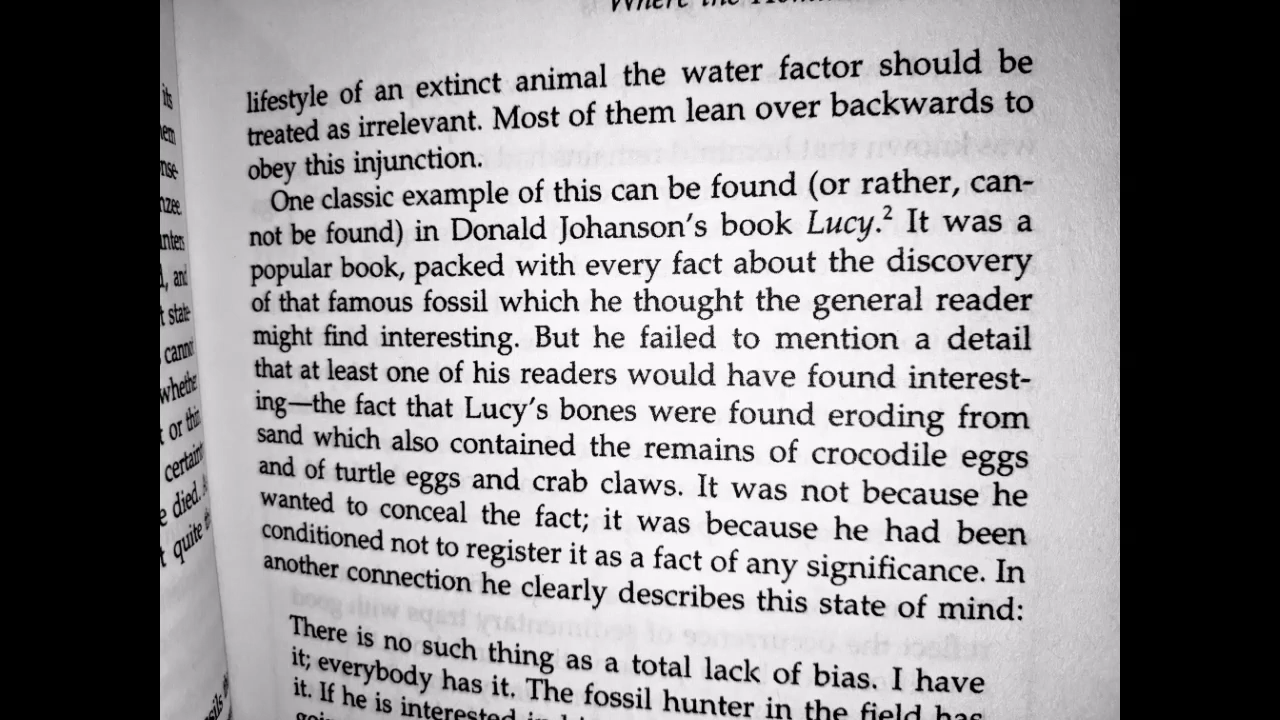 Where the
lifestyle of an extinct animal the water factor should be
treated as irrelevant. Most of them lean over backwards to
obey this injunction.
One classic example of this can be found (or rather, can-
not be found) in Donald Johanson's book Lucy.² It was a
popular book, packed with every fact about the discovery
of that famous fossil which he thought the general reader
might find interesting. But he failed to mention a detail
that at least one of his readers would have found interest-
ing—the fact that Lucy's bones were found eroding from
sand which also contained the remains of crocodile eggs
and of turtle eggs and crab claws. It was not because he
wanted to conceal the fact; it was because he had been
conditioned not to register it as a fact of any significance. In
another connection he clearly describes this state of mind:
There is no such thing as a total lack of bias. I have
it; everybody has it. The fossil hunter in the field has
it. If he is interested in